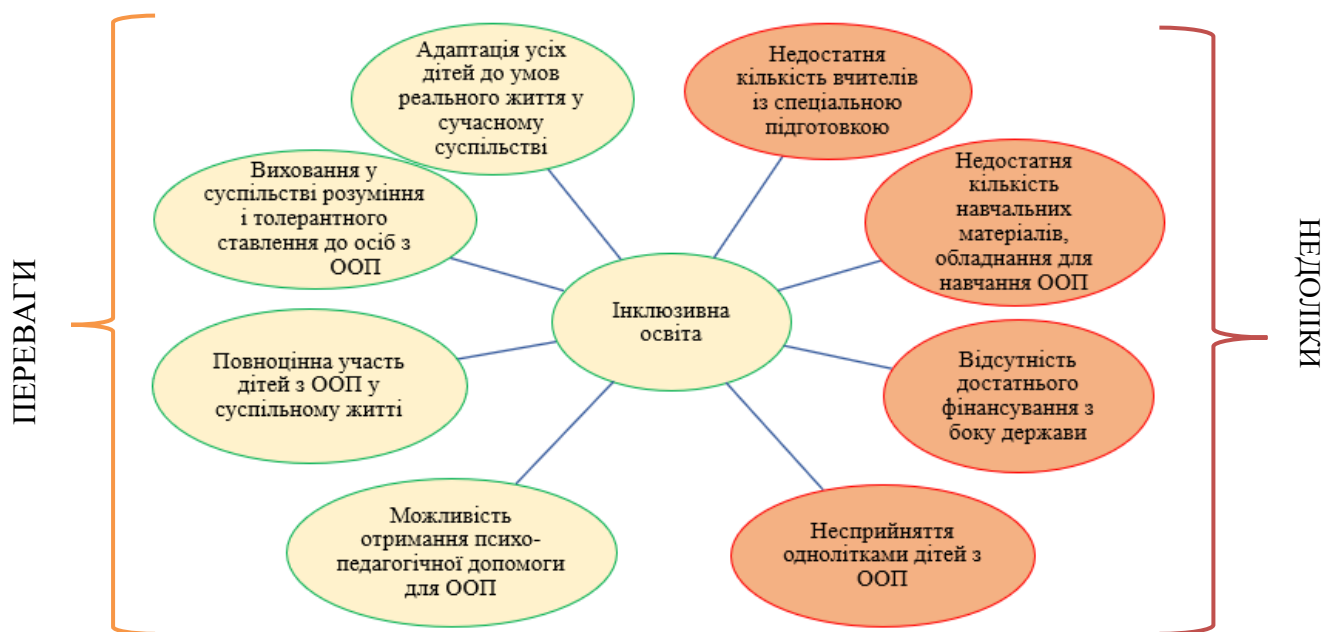 ПЕРЕВАГИ
Адаптація усіх
дітей до умов
реального життя у
сучасному
суспільстві
Виховання у
суспільстві розуміння
і толерантного
ставлення до осіб з
ООП
Повноцінна участь
дітей з ООП у
суспільному житті
Можливість
отримання психо-
педагогічної допомоги
для ООП
Інклюзивна
освіта
Недостатня
кількість вчителів
із спеціальною
підготовкою
Недостатня
кількість
навчальних
матеріалів,
обладнання для
навчання ООП
Відсутність
достатнього
фінансування з
боку держави
Несприйняття
однолітками дітей з
ООП
НЕДОЛІКИ